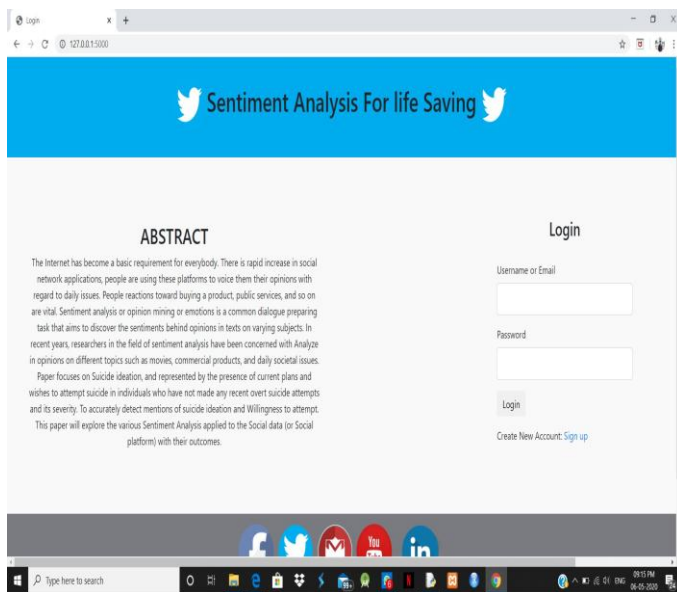 Login
127.0.0.1:5000
Sentiment Analysis For life Saving
ABSTRACT
The Internet has become a basic requirement for everybody. There is rapid increase in social
network applications, people are using these platforms to voice them their opinions with
regard to daily issues. People reactions toward buying a product, public services, and so on
are vital. Sentiment analysis or opinion mining or emotions is a common dialogue preparing
task that aims to discover the sentiments behind opinions in texts on varying subjects. In
recent years, researchers in the field of sentiment analysis have been concerned with Analyze
in opinions on different topics such as movies, commercial products, and daily societal issues.
Paper focuses on Suicide ideation, and represented by the presence of current plans and
wishes to attempt suicide in individuals who have not made any recent overt suicide attempts
and its severity. To accurately detect mentions of suicide ideation and Willingness to attempt.
This paper will explore the various Sentiment Analysis applied to the Social data (or Social
platform) with their outcomes.
Login
Username or Email
Password
Login
Create New Account: Sign up
You
in
Type here to search
ENG
09:15 PM
06-05-2020